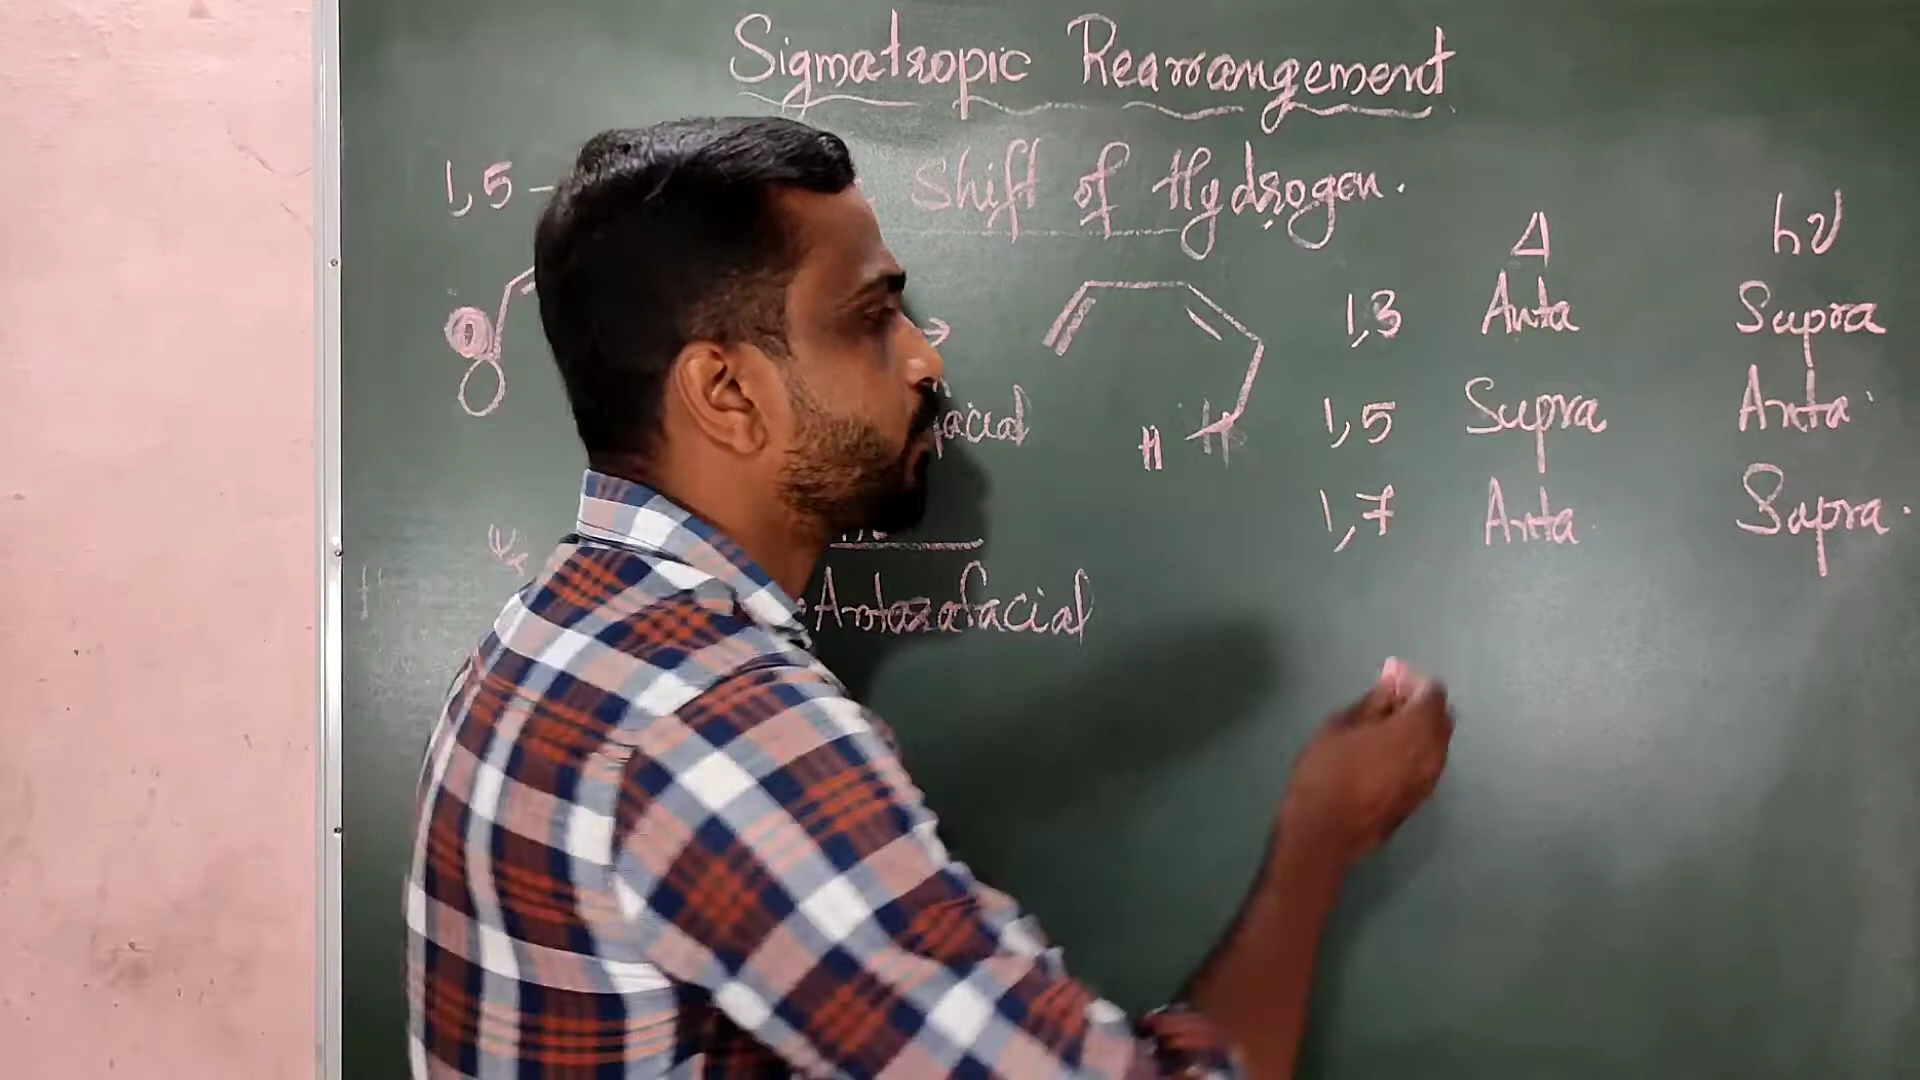 Sigmatropic Rearrangement
1,5 – Shift of Hydrogen.
Δ hν
1,3 Anta Supra
1,5 Supra Anta
1,7 Anta Supra.
H
acial
Ψ
Antarafacial